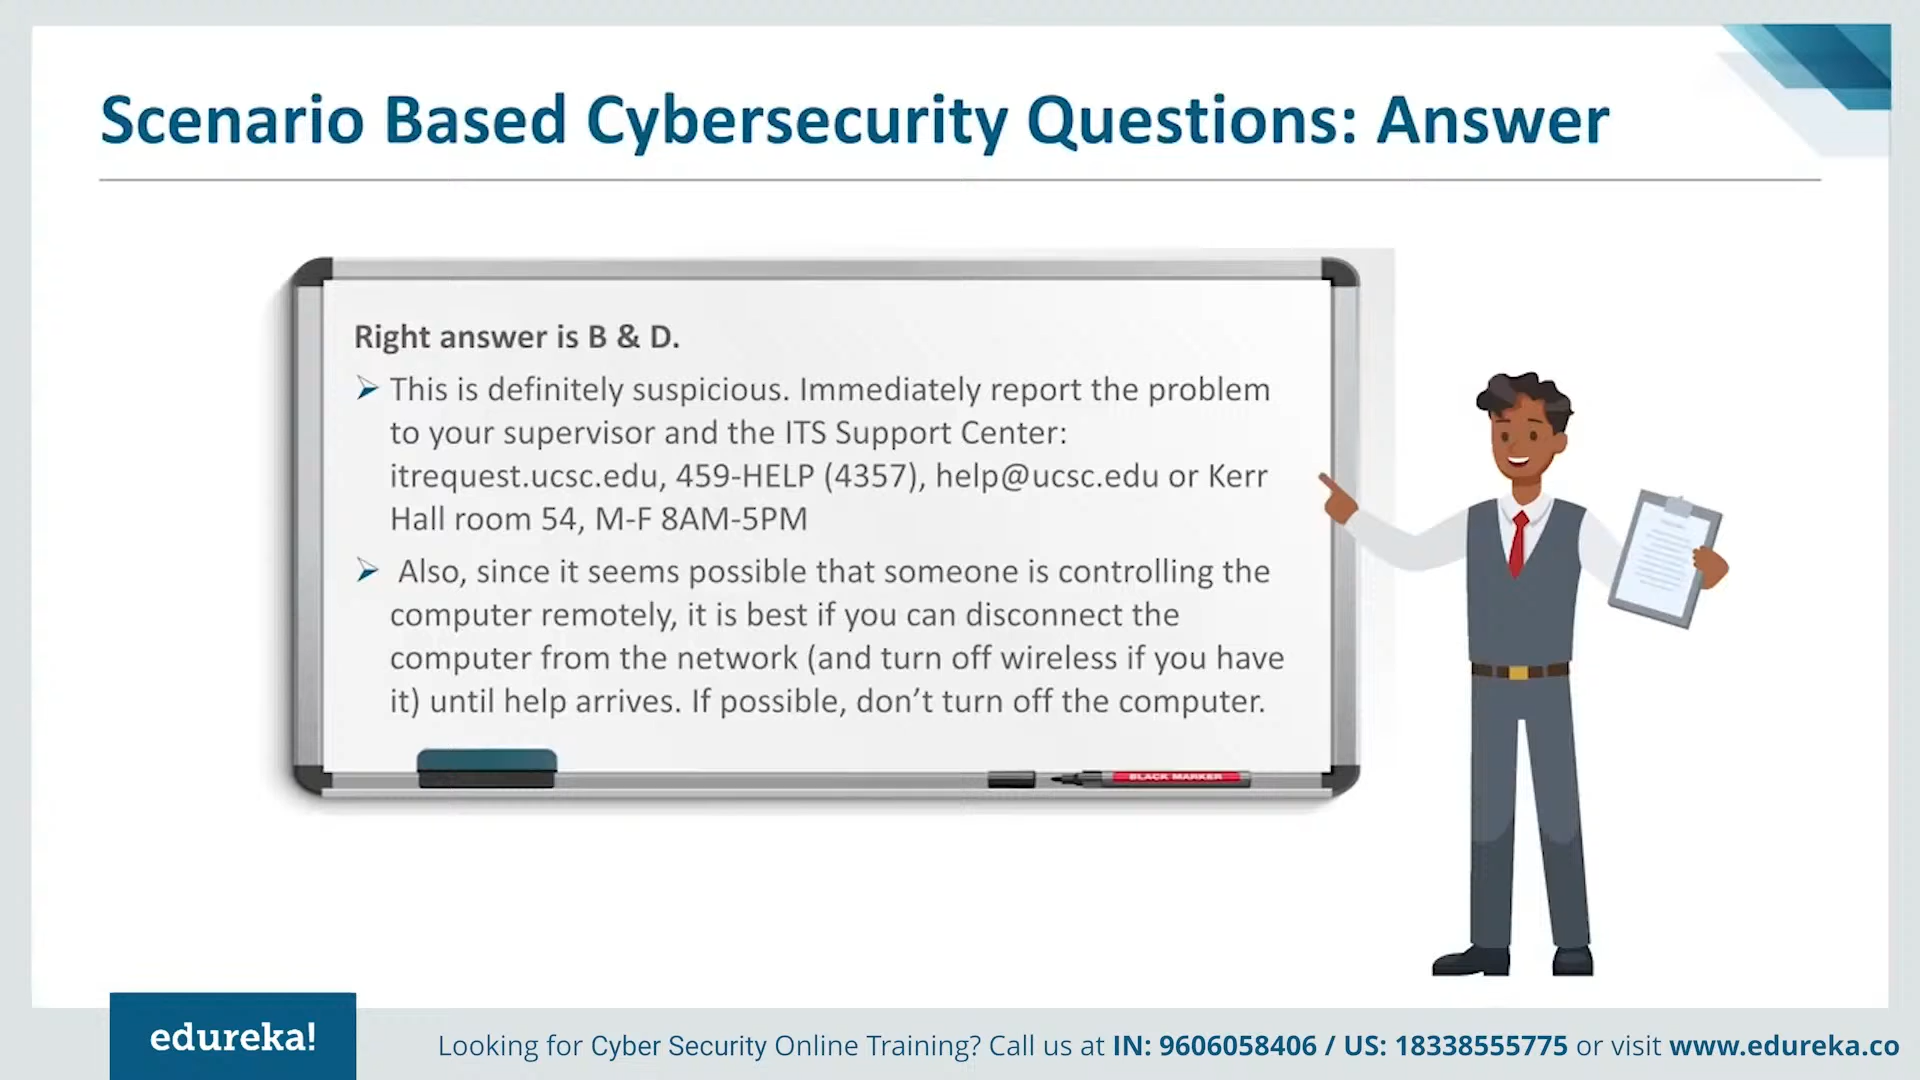 Scenario Based Cybersecurity Questions: Answer
Right answer is B & D.
This is definitely suspicious. Immediately report the problem
to your supervisor and the ITS Support Center:
itrequest.ucsc.edu, 459-HELP (4357), help@ucsc.edu or Kerr
Hall room 54, M-F 8AM-5PM
Also, since it seems possible that someone is controlling the
computer remotely, it is best if you can disconnect the
computer from the network (and turn off wireless if you have
it) until help arrives. If possible, don’t turn off the computer.
BLACK MARKER
edureka!
Looking for Cyber Security Online Training? Call us at IN: 9606058406 / US: 18338555775 or visit www.edureka.co